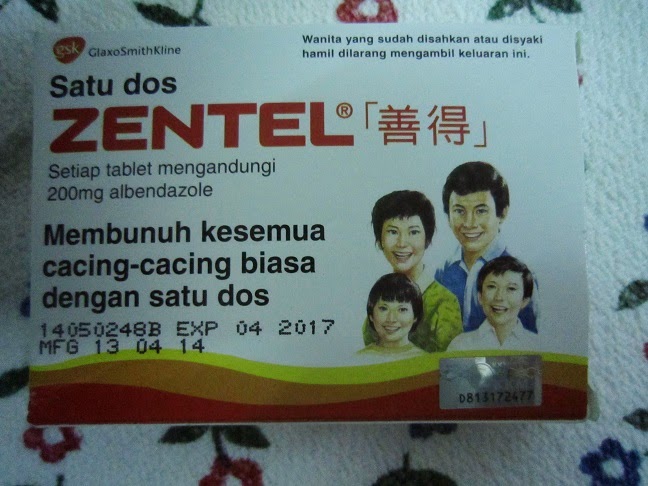 gsk GlaxoSmithKline
Wanita yang sudah disahkan atau disyaki
hamil dilarang mengambil keluaran ini.
Satu dos
ZENTEL®「善得」
Setiap tablet mengandungi
200mg albendazole
Membunuh kesemua
cacing-cacing biasa
dengan satu dos
14050248B EXP 04 2017
MFG 13 04 14
D813172477